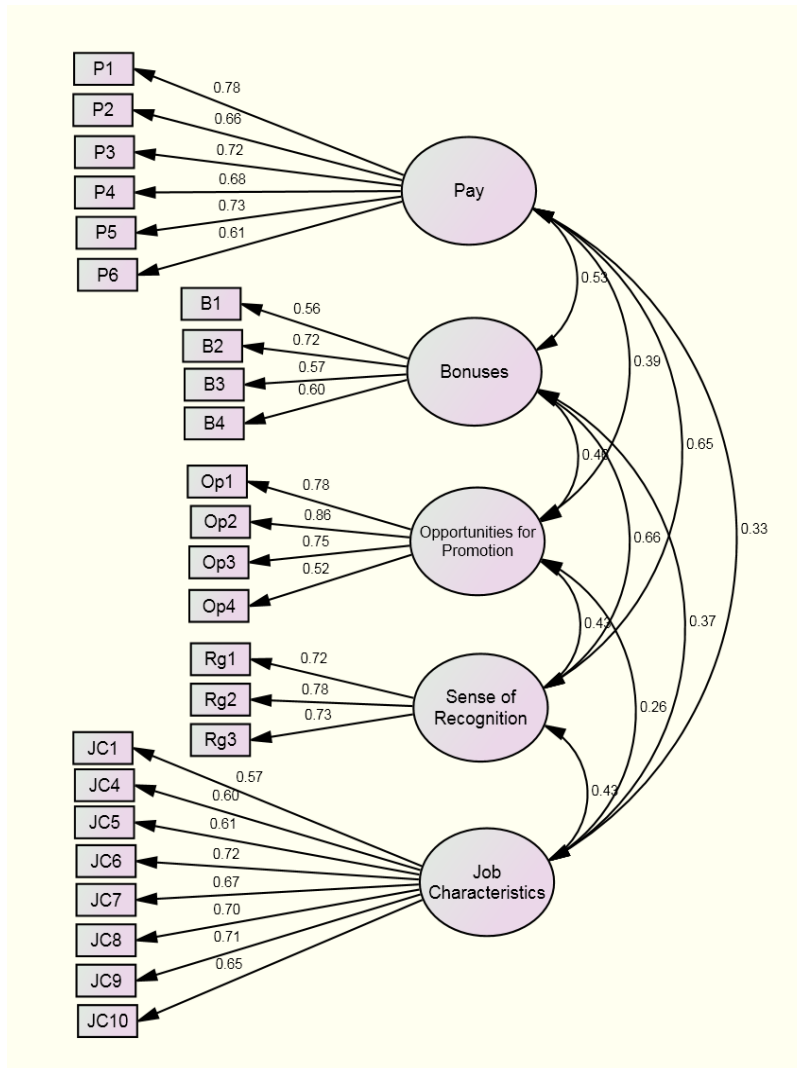 P1
0.78
P2
0.66
P3
0.72
P4
0.68
P5
0.73
P6
0.61
Pay
0.53
B1
0.56
B2
0.72
B3
0.57
B4
0.60
Bonuses
0.39
0.65
0.33
Op1
0.78
Op2
0.86
Op3
0.75
Op4
0.52
Opportunities for
Promotion
0.66
0.37
Rg1
0.72
Rg2
0.78
Rg3
0.73
Sense of
Recognition
0.43
0.26
JC1
0.57
JC4
0.60
JC5
0.61
JC6
0.72
JC7
0.67
JC8
0.70
JC9
0.71
JC10
0.65
Job
Characteristics
0.43